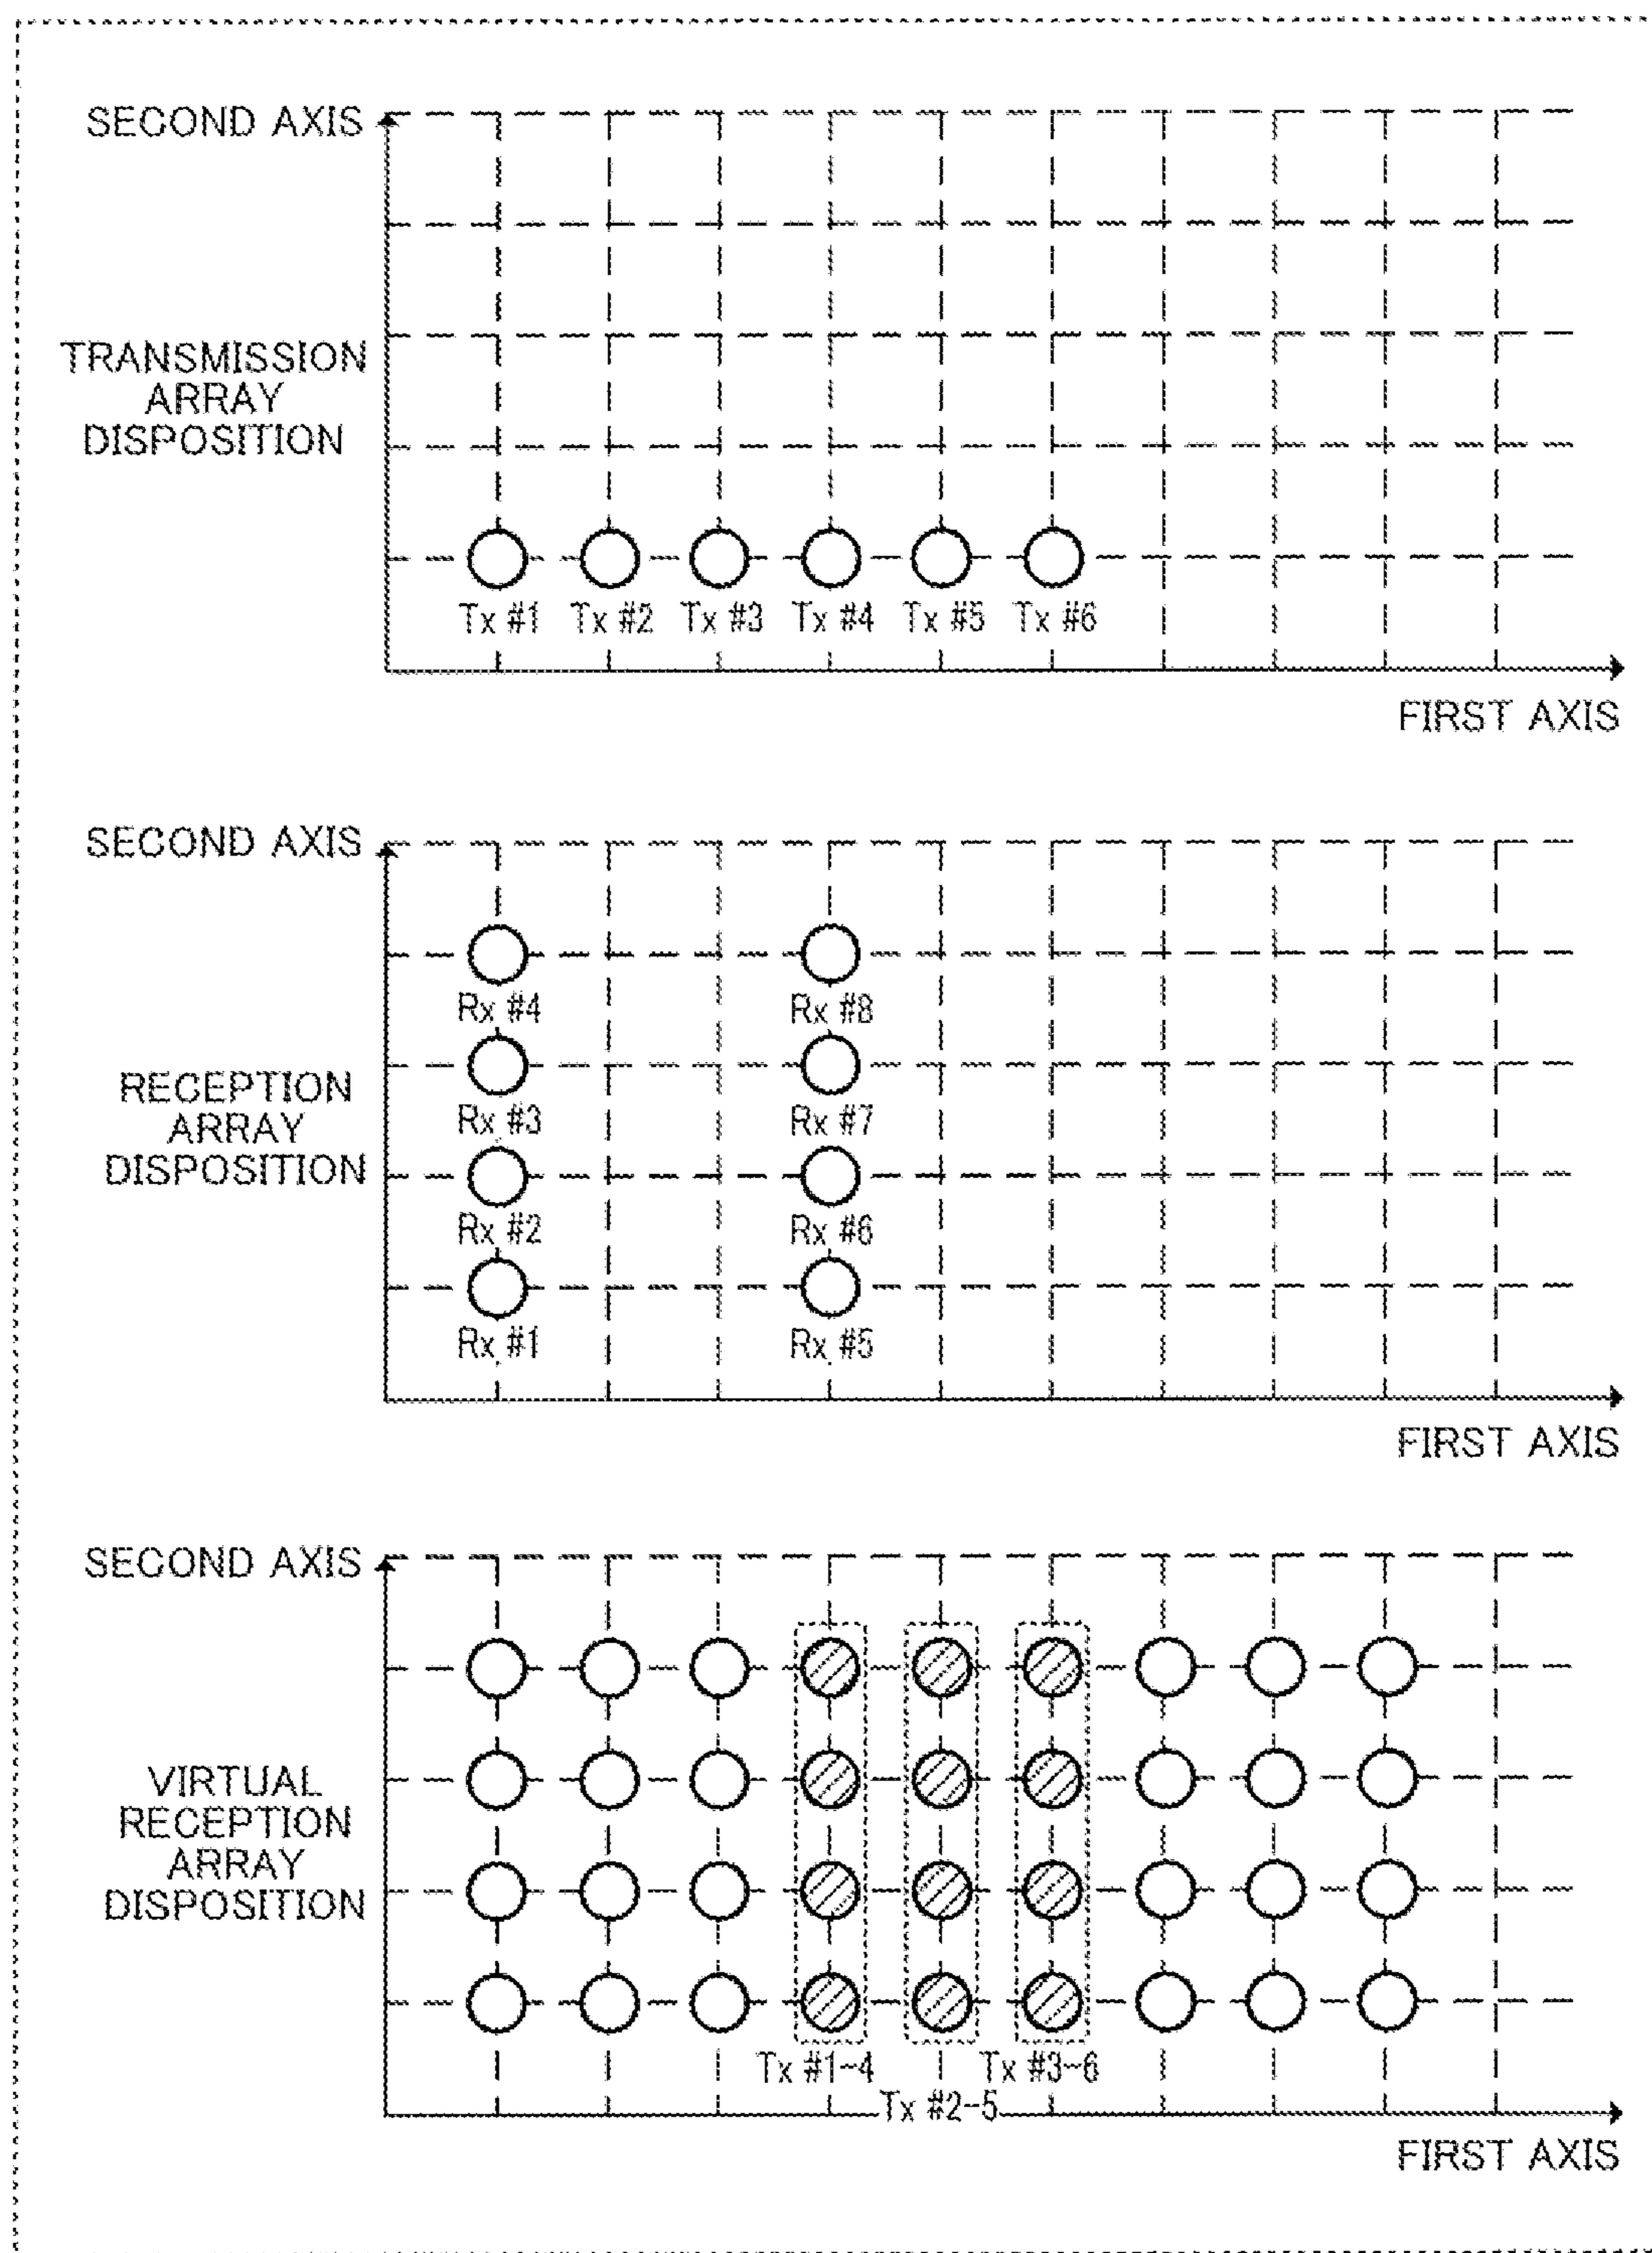 SECOND AXIS
TRANSMISSION
ARRAY
DISPOSITION
Tx #1 Tx #2 Tx #3 Tx #4 Tx #5 Tx #6
FIRST AXIS
SECOND AXIS
Rx #4 Rx #8
RECEPTION
ARRAY
DISPOSITION
Rx #3 Rx #7
Rx #2 Rx #6
Rx #1 Rx #5
FIRST AXIS
SECOND AXIS
VIRTUAL
RECEPTION
ARRAY
DISPOSITION
Tx #1-4 Tx #3-6
Tx #2-5
FIRST AXIS